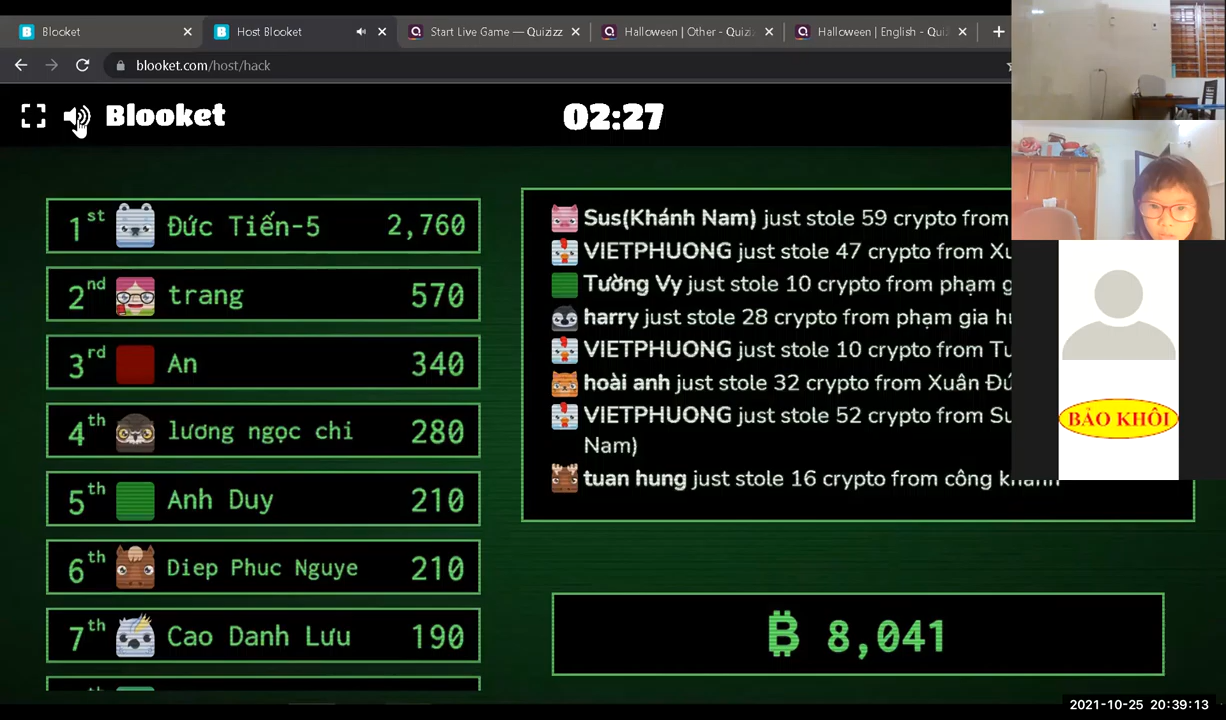 Blooket
Host Blooket
Start Live Game — Quizizz
Halloween | Other - Quizi
Halloween | English - Qui
blooket.com/host/hack
Blooket
02:27
1st Đức Tiến-5 2,760
2nd trang 570
3rd An 340
4th lương ngọc chi 280
5th Anh Duy 210
6th Diep Phuc Nguye 210
7th Cao Danh Lưu 190
Sus(Khánh Nam) just stole 59 crypto from
VIETPHUONG just stole 47 crypto from Xu
Tường Vy just stole 10 crypto from phạm g
harry just stole 28 crypto from phạm gia hu
VIETPHUONG just stole 10 crypto from Tu
hoài anh just stole 32 crypto from Xuân Đứ
VIETPHUONG just stole 52 crypto from Su
Nam)
tuan hung just stole 16 crypto from công khánh
₿ 8,041
BẢO KHÔI
2021-10-25 20:39:13